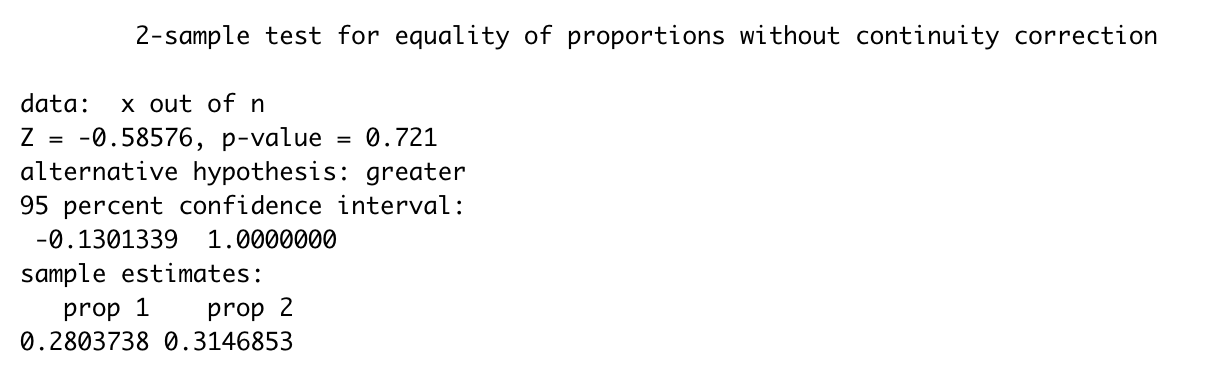 2-sample test for equality of proportions without continuity correction
data:  x out of n
Z = -0.58576, p-value = 0.721
alternative hypothesis: greater
95 percent confidence interval:
 -0.1301339  1.0000000
sample estimates:
   prop 1    prop 2
0.2803738 0.3146853